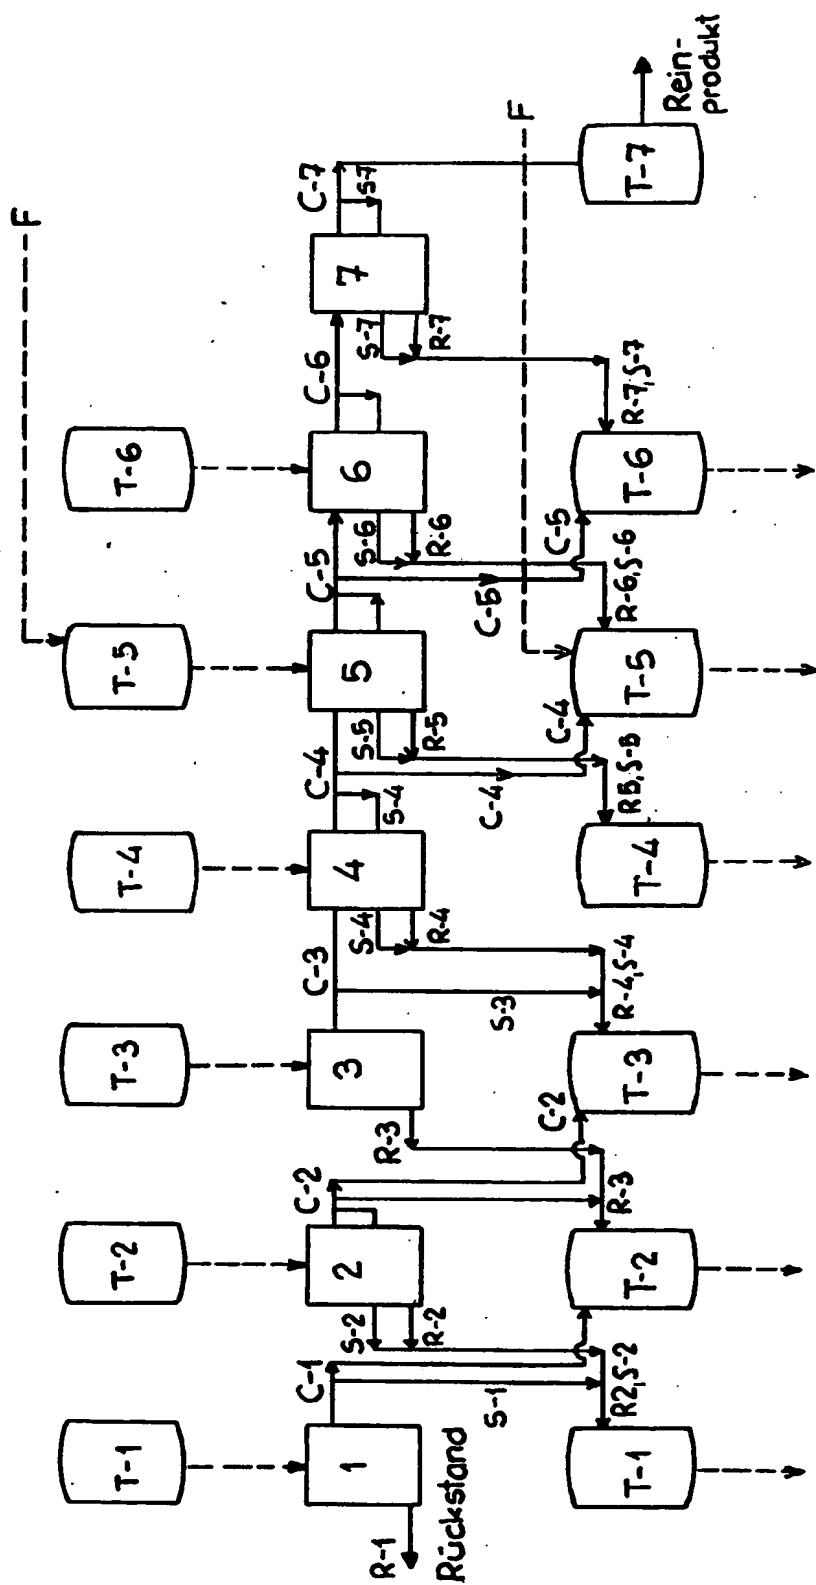 F
T-1
T-2
T-3
T-4
T-5
T-6
C-1
C-2
C-3
C-4
C-5
C-6
C-7
1
S-2
2
3
S-4
4
S-5
5
S-6
6
S-7
7
S-7
R-1
R-3
S-4
R-2
R-4
R-5
R-6
R-7
Rückstand
S-1
S-3
C-4
C-5
F
C-2
C-4
C-5
T-1
T-2
T-3
T-4
T-5
T-6
T-7
R2,S-2
R-3
R-4,S-4
R5,S-5
R-6,S-6
R-7,S-7
Rein-
produkt